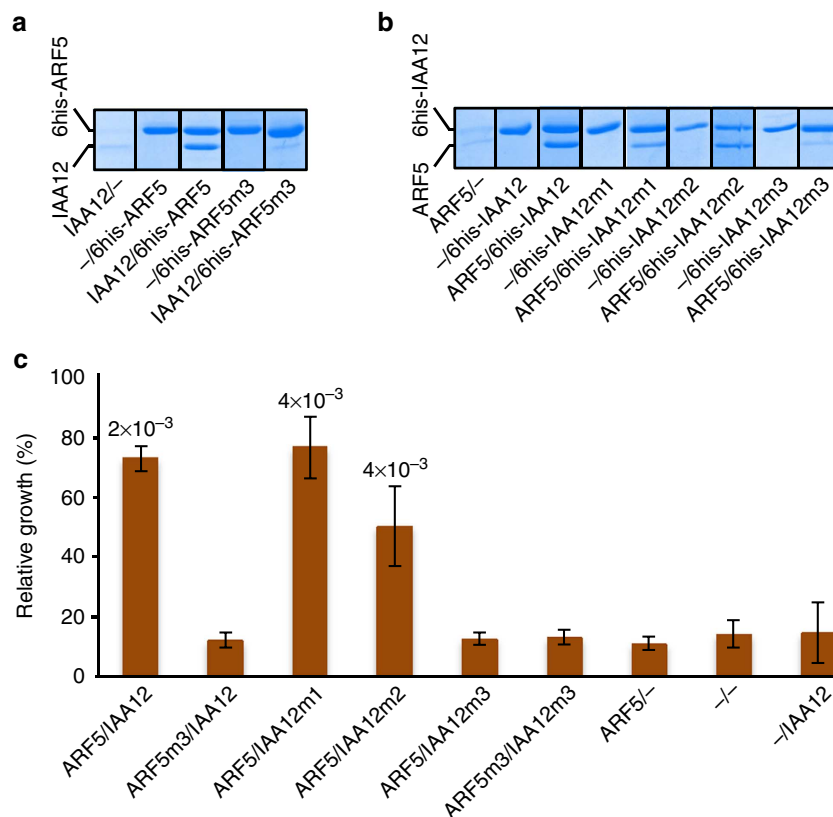 a
6his-ARF5
IAA12
IAA12/–
–/6his-ARF5
IAA12/6his-ARF5
–/6his-ARF5m3
IAA12/6his-ARF5m3
b
6his-IAA12
ARF5
ARF5/–
–/6his-IAA12
ARF5/6his-IAA12
–/6his-IAA12m1
ARF5/6his-IAA12m1
–/6his-IAA12m2
ARF5/6his-IAA12m2
–/6his-IAA12m3
ARF5/6his-IAA12m3
c
Relative growth (%)
100
80
60
40
20
0
2×10⁻³
4×10⁻³
4×10⁻³
ARF5/IAA12
ARF5m3/IAA12
ARF5/IAA12m1
ARF5/IAA12m2
ARF5/IAA12m3
ARF5m3/IAA12m3
ARF5/–
–/–
–/IAA12